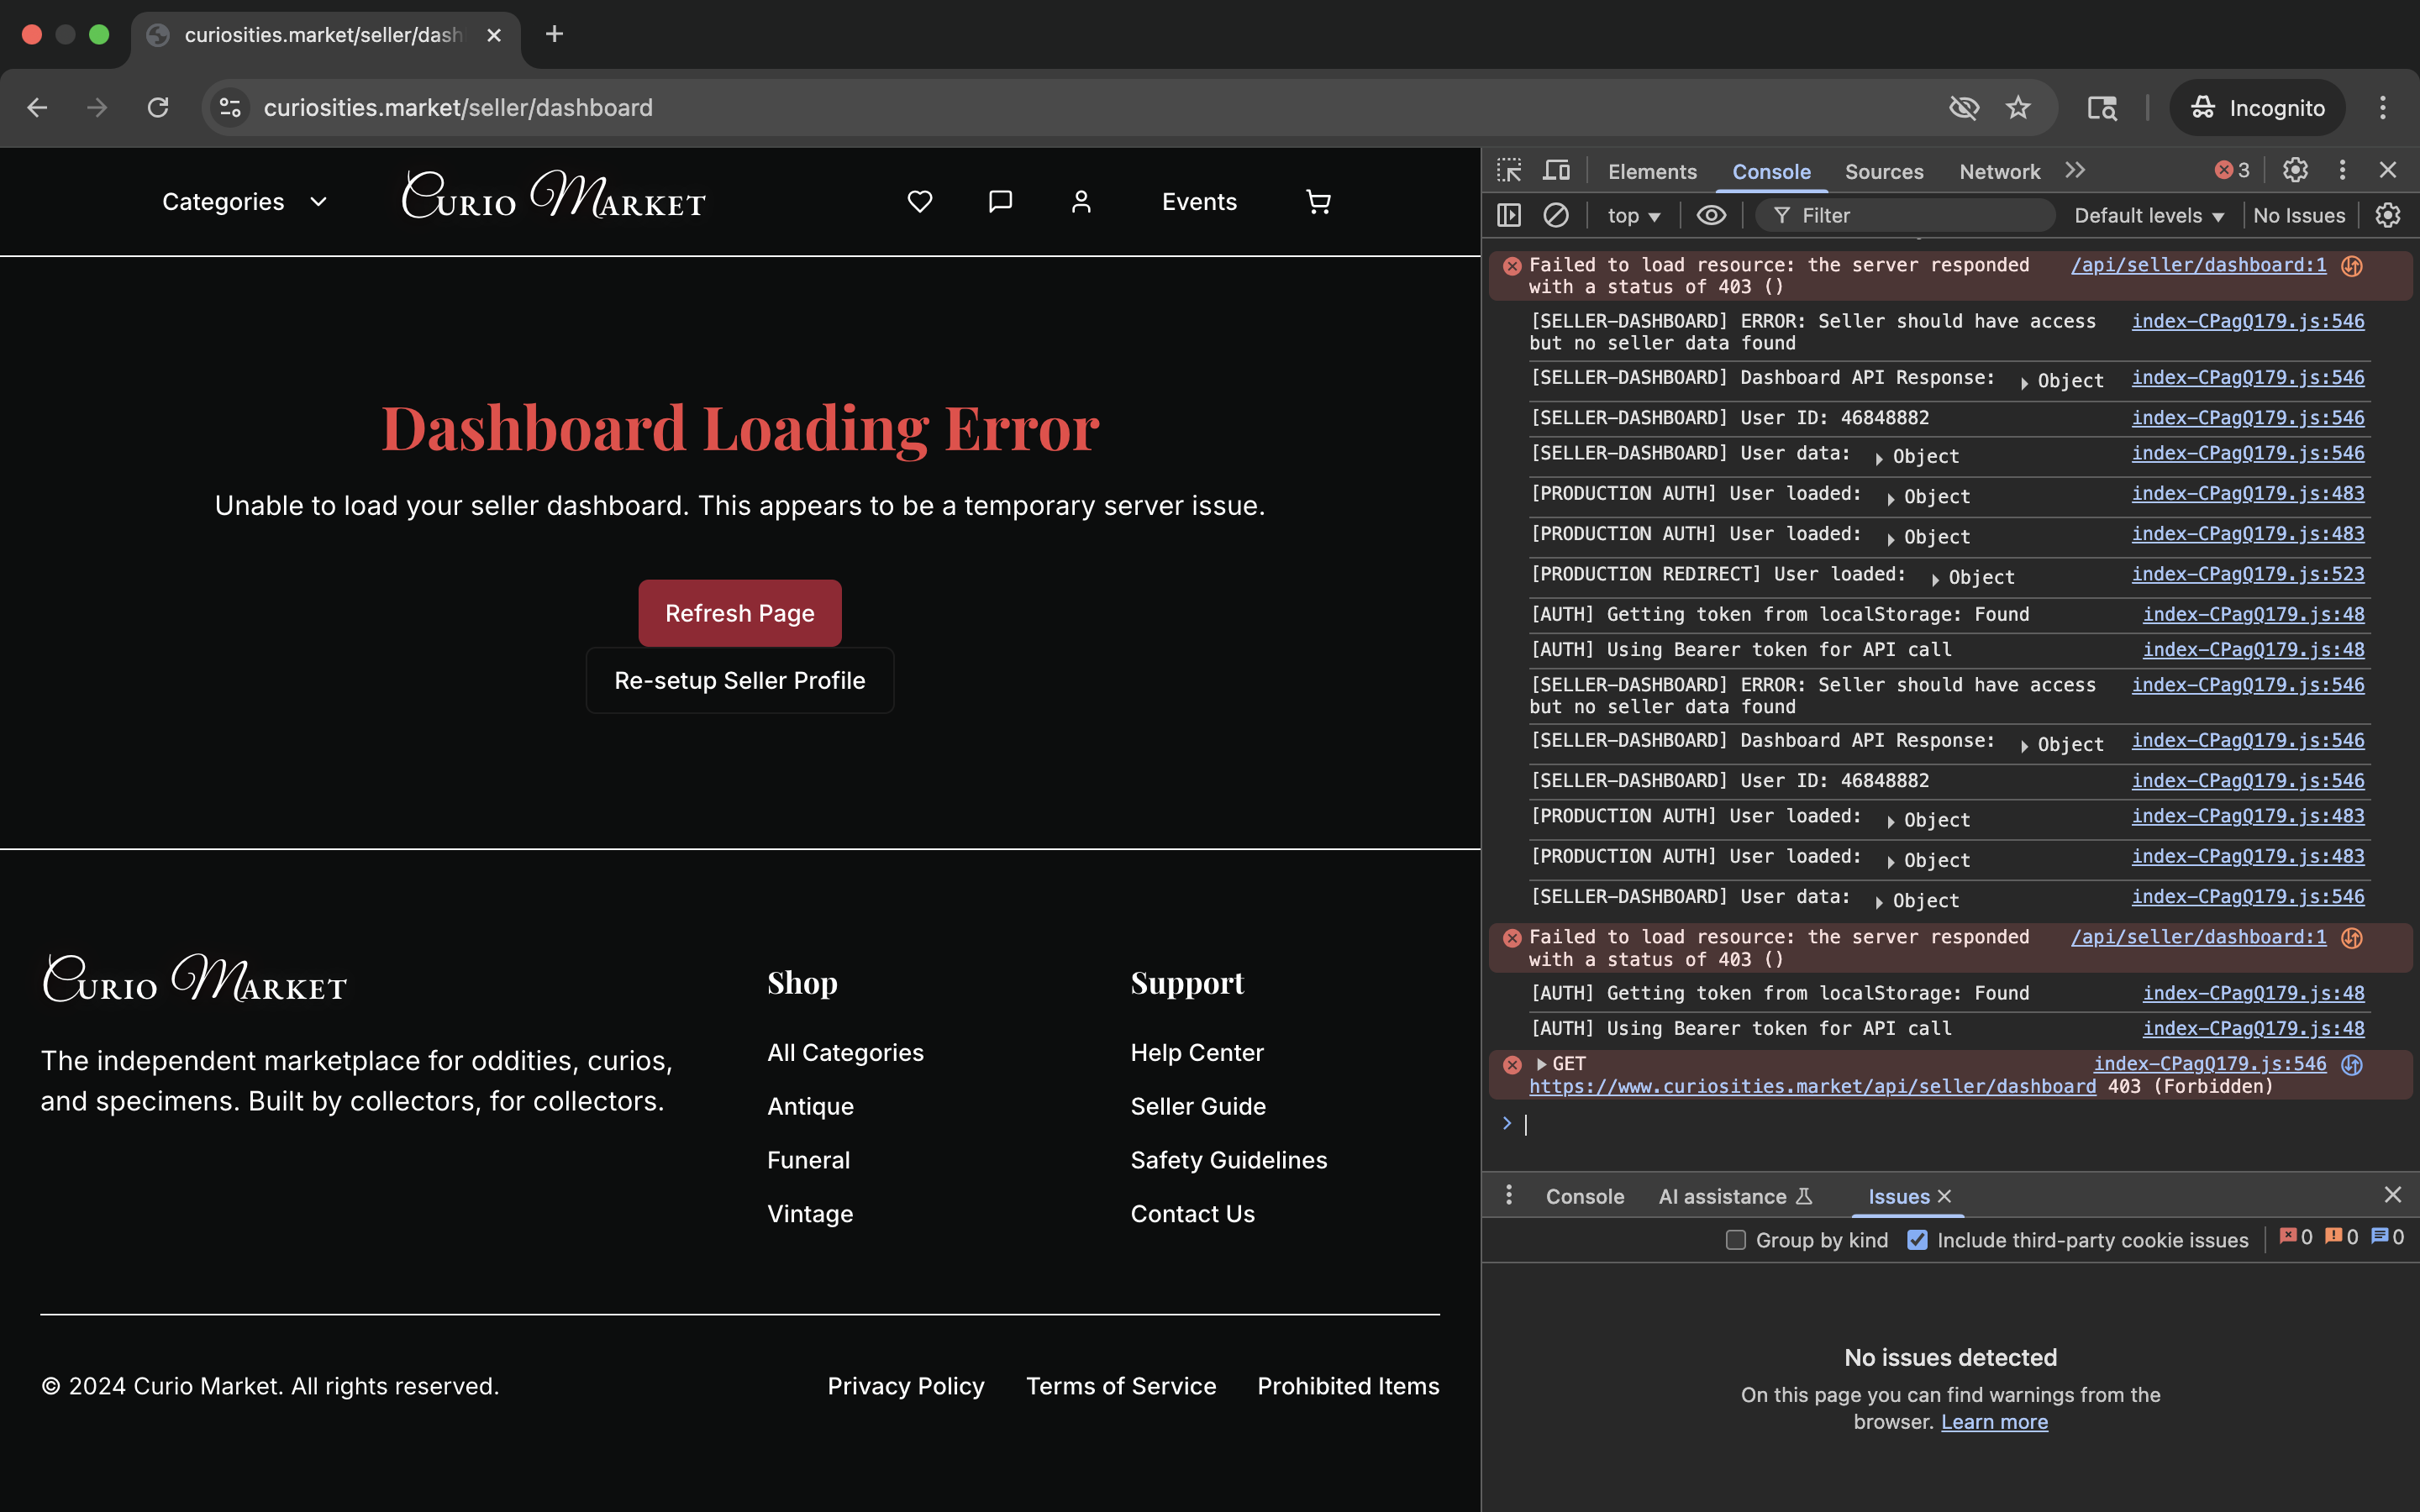 curiosities.market/seller/dash
curiosities.market/seller/dashboard
Incognito
Categories
Curio Market
Events
Dashboard Loading Error
Unable to load your seller dashboard. This appears to be a temporary server issue.
Refresh Page
Re-setup Seller Profile
Curio Market
The independent marketplace for oddities, curios,
and specimens. Built by collectors, for collectors.
Shop
All Categories
Antique
Funeral
Vintage
Support
Help Center
Seller Guide
Safety Guidelines
Contact Us
© 2024 Curio Market. All rights reserved.
Privacy Policy Terms of Service Prohibited Items
Elements Console Sources Network 3
top Filter Default levels No Issues
Failed to load resource: the server responded /api/seller/dashboard:1
with a status of 403 ()
[SELLER-DASHBOARD] ERROR: Seller should have access index-CPagQ179.js:546
but no seller data found
[SELLER-DASHBOARD] Dashboard API Response: Object index-CPagQ179.js:546
[SELLER-DASHBOARD] User ID: 46848882 index-CPagQ179.js:546
[SELLER-DASHBOARD] User data: Object index-CPagQ179.js:546
[PRODUCTION AUTH] User loaded: Object index-CPagQ179.js:483
[PRODUCTION AUTH] User loaded: Object index-CPagQ179.js:483
[PRODUCTION REDIRECT] User loaded: Object index-CPagQ179.js:523
[AUTH] Getting token from localStorage: Found index-CPagQ179.js:48
[AUTH] Using Bearer token for API call index-CPagQ179.js:48
[SELLER-DASHBOARD] ERROR: Seller should have access index-CPagQ179.js:546
but no seller data found
[SELLER-DASHBOARD] Dashboard API Response: Object index-CPagQ179.js:546
[SELLER-DASHBOARD] User ID: 46848882 index-CPagQ179.js:546
[PRODUCTION AUTH] User loaded: Object index-CPagQ179.js:483
[PRODUCTION AUTH] User loaded: Object index-CPagQ179.js:483
[SELLER-DASHBOARD] User data: Object index-CPagQ179.js:546
Failed to load resource: the server responded /api/seller/dashboard:1
with a status of 403 ()
[AUTH] Getting token from localStorage: Found index-CPagQ179.js:48
[AUTH] Using Bearer token for API call index-CPagQ179.js:48
GET index-CPagQ179.js:546
https://www.curiosities.market/api/seller/dashboard 403 (Forbidden)
Console AI assistance Issues
Group by kind Include third-party cookie issues 0 0 0
No issues detected
On this page you can find warnings from the
browser. Learn more